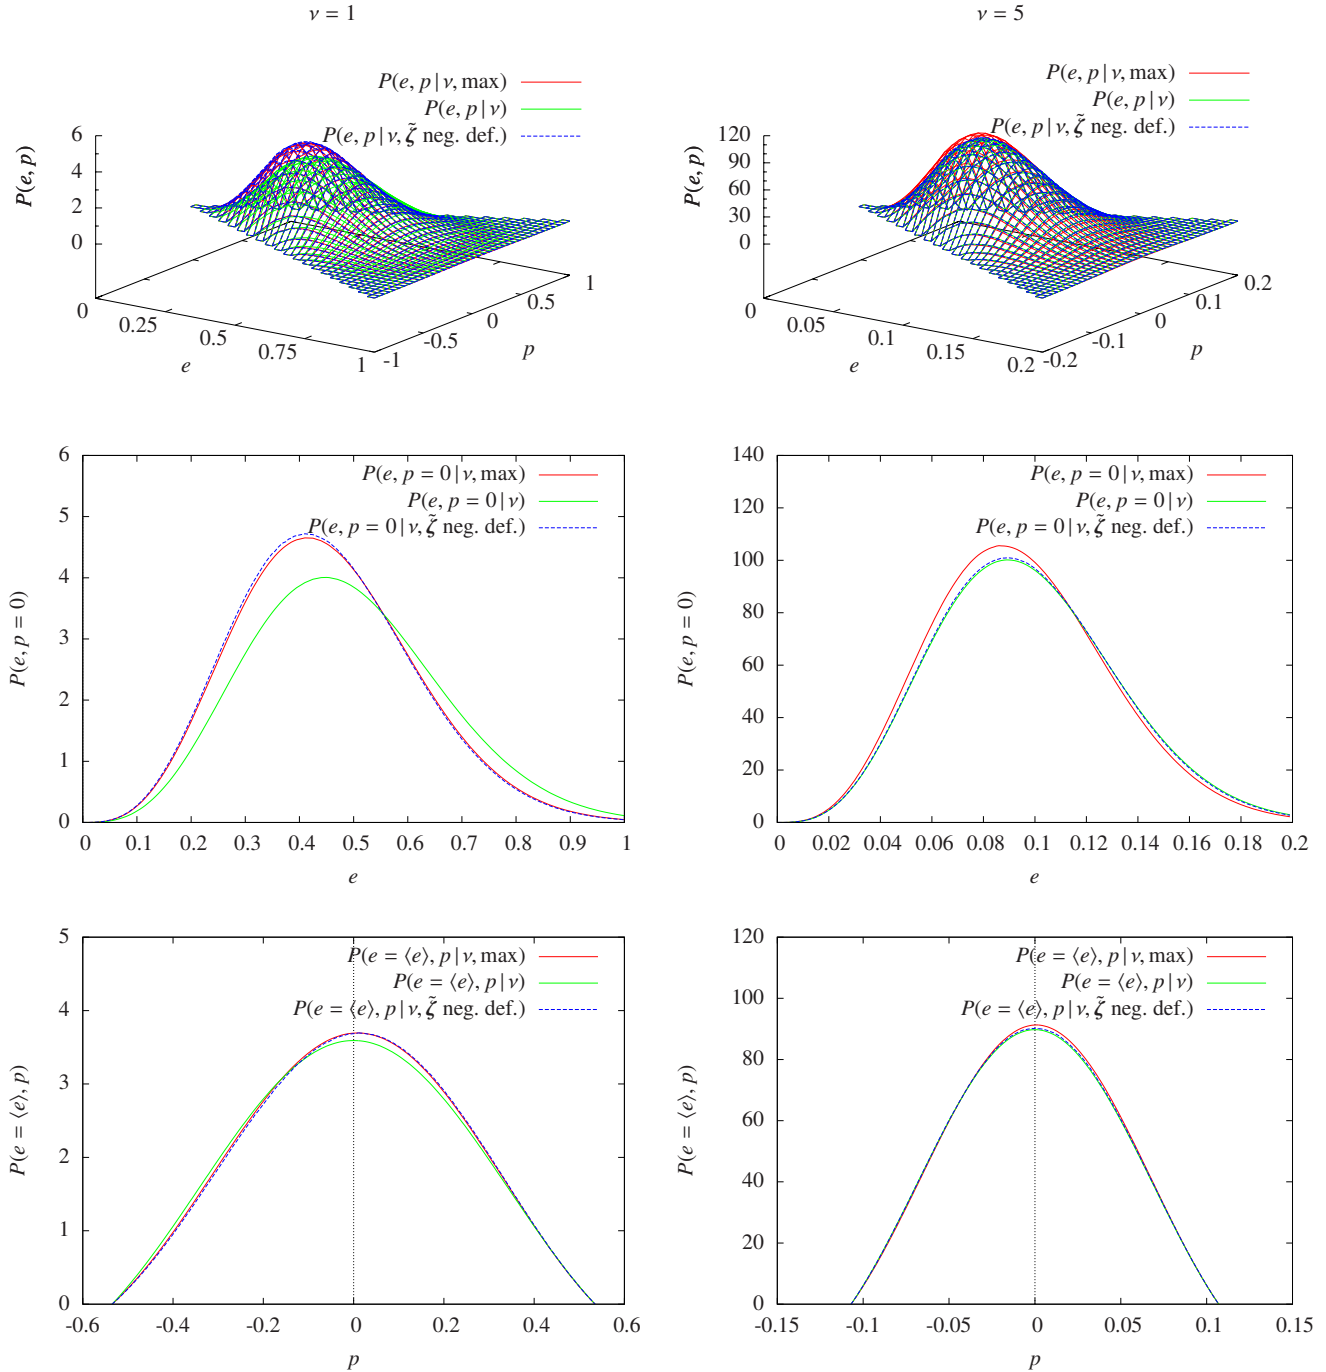 ν = 1
ν = 5
P(e, p | ν, max)
P(e, p | ν)
P(e, p | ν, ζ̃ neg. def.)
P(e, p)
6
4
2
0
0
0.25
0.5
0.75
1
e
-1
-0.5
0
0.5
1
p
P(e, p | ν, max)
P(e, p | ν)
P(e, p | ν, ζ̃ neg. def.)
P(e, p)
120
90
60
30
0
0
0.05
0.1
0.15
0.2
e
-0.2
-0.1
0
0.1
0.2
p
P(e, p = 0 | ν, max)
P(e, p = 0 | ν)
P(e, p = 0 | ν, ζ̃ neg. def.)
P(e, p = 0)
6
5
4
3
2
1
0
0 0.1 0.2 0.3 0.4 0.5 0.6 0.7 0.8 0.9 1
e
P(e, p = 0 | ν, max)
P(e, p = 0 | ν)
P(e, p = 0 | ν, ζ̃ neg. def.)
P(e, p = 0)
140
120
100
80
60
40
20
0
0 0.02 0.04 0.06 0.08 0.1 0.12 0.14 0.16 0.18 0.2
e
P(e = ⟨e⟩, p | ν, max)
P(e = ⟨e⟩, p | ν)
P(e = ⟨e⟩, p | ν, ζ̃ neg. def.)
P(e = ⟨e⟩, p)
5
4
3
2
1
0
-0.6 -0.4 -0.2 0 0.2 0.4 0.6
p
P(e = ⟨e⟩, p | ν, max)
P(e = ⟨e⟩, p | ν)
P(e = ⟨e⟩, p | ν, ζ̃ neg. def.)
P(e = ⟨e⟩, p)
120
100
80
60
40
20
0
-0.15 -0.1 -0.05 0 0.05 0.1 0.15
p